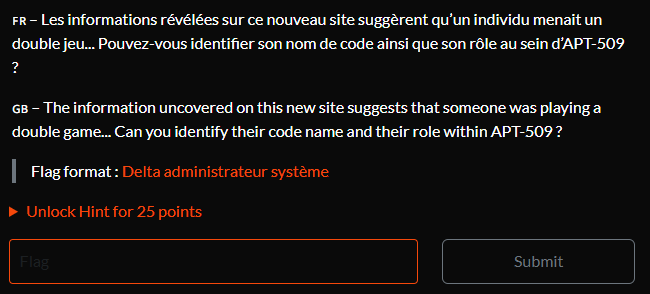 FR – Les informations révélées sur ce nouveau site suggèrent qu'un individu menait un
double jeu... Pouvez-vous identifier son nom de code ainsi que son rôle au sein d'APT-509
?
GB – The information uncovered on this new site suggests that someone was playing a
double game... Can you identify their code name and their role within APT-509 ?
Flag format : Delta administrateur système
Unlock Hint for 25 points
Flag
Submit